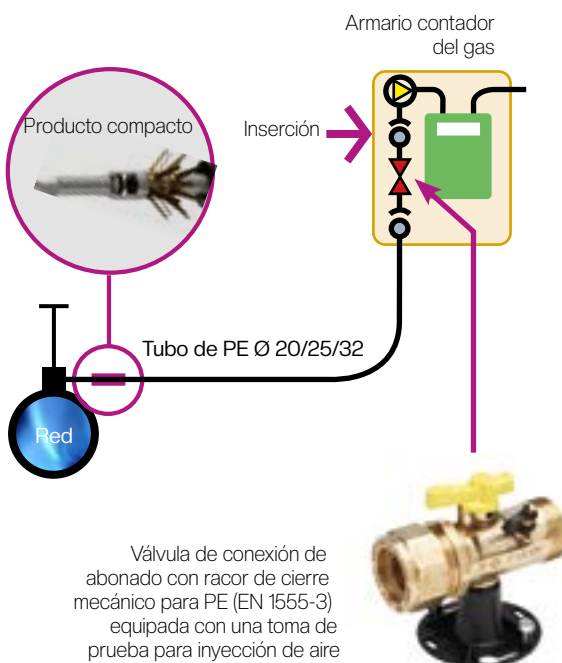 Armario contador
del gas
Producto compacto
Inserción
Tubo de PE Ø 20/25/32
Red
Válvula de conexión de
abonado con racor de cierre
mecánico para PE (EN 1555-3)
equipada con una toma de
prueba para inyección de aire